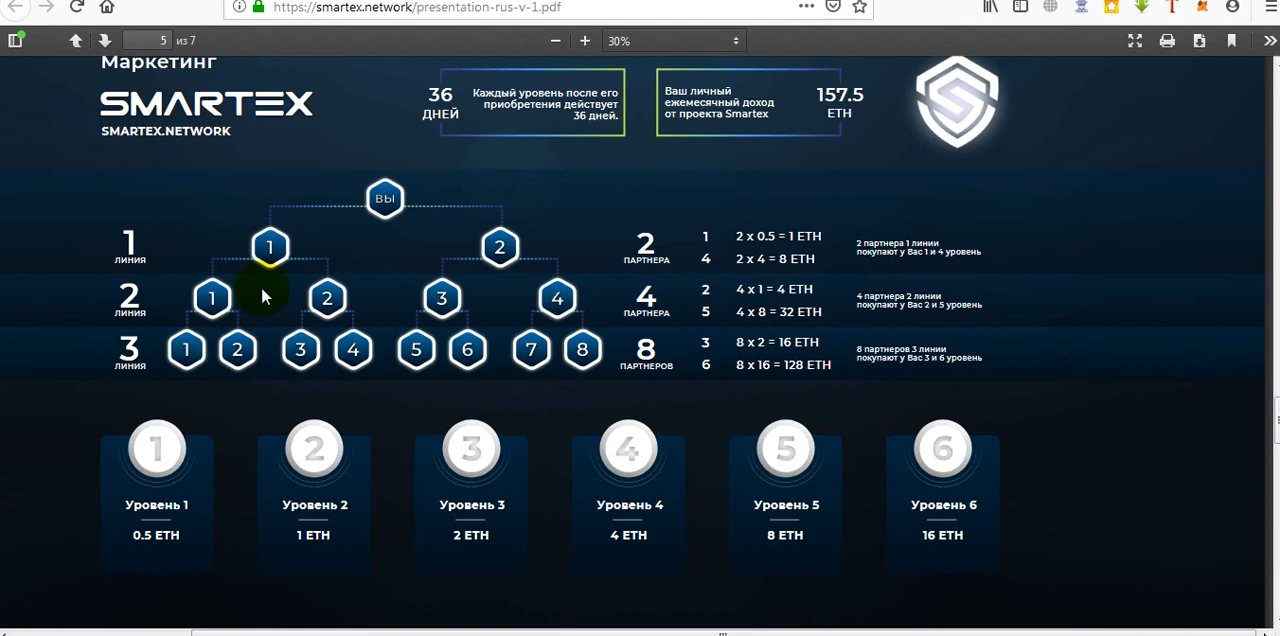 https://smartex.network/presentation-rus-v-1.pdf
5 из 7
30%
Маркетинг
SMARTEX
SMARTEX.NETWORK
36 ДНЕЙ
Каждый уровень после его
приобретения действует
36 дней.
Ваш личный
ежемесячный доход
от проекта Smartex
157.5
ETH
ВЫ
1 ЛИНИЯ
1 2
2 ПАРТНЕРА
1 2 x 0.5 = 1 ETH
4 2 x 4 = 8 ETH
2 партнера 1 линии
покупают у Вас 1 и 4 уровень
2 ЛИНИЯ
1 2 3 4
4 ПАРТНЕРА
2 4 x 1 = 4 ETH
5 4 x 8 = 32 ETH
4 партнера 2 линии
покупают у Вас 2 и 5 уровень
3 ЛИНИЯ
1 2 3 4 5 6 7 8
8 ПАРТНЕРОВ
3 8 x 2 = 16 ETH
6 8 x 16 = 128 ETH
8 партнеров 3 линии
покупают у Вас 3 и 6 уровень
1 2 3 4 5 6
Уровень 1 Уровень 2 Уровень 3 Уровень 4 Уровень 5 Уровень 6
0.5 ETH 1 ETH 2 ETH 4 ETH 8 ETH 16 ETH